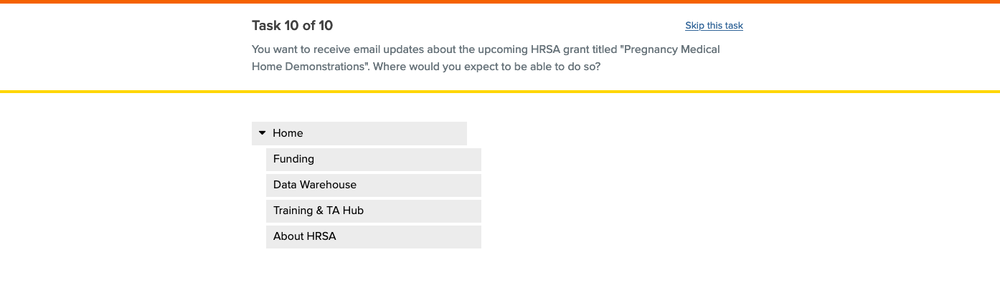 Task 10 of 10
Skip this task
You want to receive email updates about the upcoming HRSA grant titled "Pregnancy Medical
Home Demonstrations". Where would you expect to be able to do so?
Home
Funding
Data Warehouse
Training & TA Hub
About HRSA